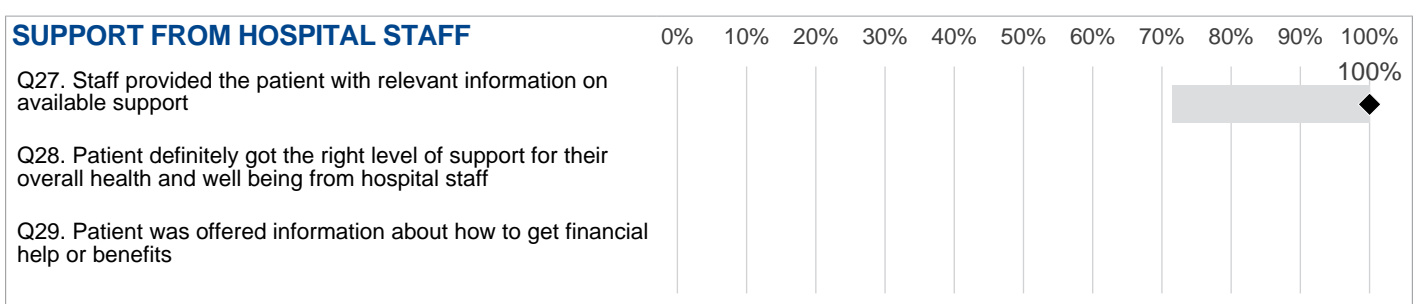 SUPPORT FROM HOSPITAL STAFF 0% 10% 20% 30% 40% 50% 60% 70% 80% 90% 100%
100%
Q27. Staff provided the patient with relevant information on
available support
Q28. Patient definitely got the right level of support for their
overall health and well being from hospital staff
Q29. Patient was offered information about how to get financial
help or benefits